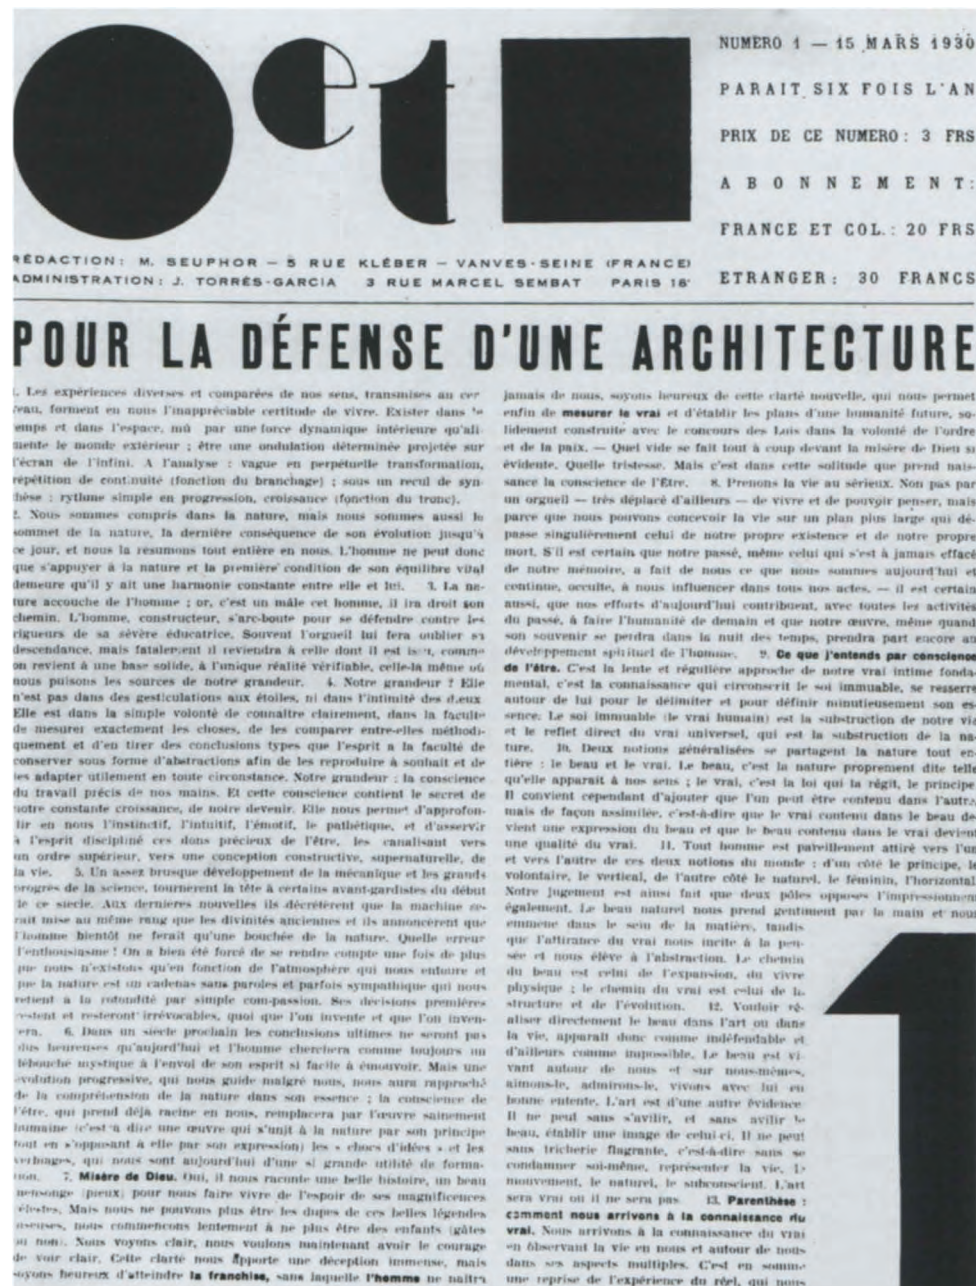 et
NUMERO 1 — 15 MARS 1930
PARAIT SIX FOIS L'AN
PRIX DE CE NUMERO : 3 FRS
ABONNEMENT:
FRANCE ET COL.: 20 FRS
ETRANGER : 30 FRANCS
RÉDACTION : M. SEUPHOR — 5 RUE KLÉBER — VANVES-SEINE (FRANCE)
ADMINISTRATION : J. TORRÈS-GARCIA 3 RUE MARCEL SEMBAT PARIS 18ᵉ
POUR LA DÉFENSE D'UNE ARCHITECTURE
1. Les expériences diverses et comparées de nos sens, transmises au cer
veau, forment en nous l'inappréciable certitude de vivre. Exister dans le
temps et dans l'espace, mû par une force dynamique intérieure qu'ali-
mente le monde extérieur ; être une ondulation déterminée projetée sur
l'écran de l'infini. A l'analyse : vague en perpétuelle transformation,
répétition de continuité (fonction du branchage) ; sous un recul de syn-
thèse : rythme simple en progression, croissance (fonction du tronc).
2. Nous sommes compris dans la nature, mais nous sommes aussi le
sommet de la nature, la dernière conséquence de son évolution jusqu'à
ce jour, et nous la resumons tout entière en nous. L'homme ne peut donc
que s'appuyer à la nature et la première condition de son équilibre vital
demeure qu'il y ait une harmonie constante entre elle et lui. 3. La na-
ture accouche de l'homme ; or, c'est un mâle cet homme, il ira droit son
chemin. L'homme, constructeur, s'arc-boute pour se défendre contre les
rigueurs de sa sévère éducatrice. Souvent l'orgueil lui fera oublier sa
descendance, mais fatalement il reviendra à celle dont il est issu, comme
on revient à une base solide, à l'unique réalité vérifiable, celle-là même où
nous puisons les sources de notre grandeur. 4. Notre grandeur ? Elle
n'est pas dans des gesticulations aux étoiles, ni dans l'intimité des dieux
Elle est dans la simple volonté de connaître clairement, dans la faculté
de mesurer exactement les choses, de les comparer entre-elles méthodi-
quement et d'en tirer des conclusions types que l'esprit a la faculté de
conserver sous forme d'abstractions afin de les reproduire à souhait et de
les adapter utilement en toute circonstance. Notre grandeur : la conscience
du travail précis de nos mains. Et cette conscience contient le secret de
notre constante croissance, de notre devenir. Elle nous permet d'approfon-
dir en nous l'instinctif, l'intuitif, l'émotif, le pathétique, et d'asservir
à l'esprit discipliné ces dons précieux de l'être, les canalisant vers
un ordre supérieur, vers une conception constructive, supernaturelle, de
la vie. 5. Un assez brusque développement de la mécanique et les grands
progrès de la science, tournèrent la tête à certains avant-gardistes du début
de ce siècle. Aux dernières nouvelles ils décrétèrent que la machine se-
rait mise au même rang que les divinités anciennes et ils annoncèrent que
l'homme bientôt ne ferait qu'une bouchée de la nature. Quelle erreur
l'enthousiasme ! On a bien été forcé de se rendre compte une fois de plus
que nous n'existons qu'en fonction de l'atmosphère qui nous entoure et
que la nature est un cadenas sans paroles et parfois sympathique qui nous
retient a la rotondité par simple com-passion. Ses décisions premières
restent et resteront irrévocables, quoi que l'on invente et que l'on inven-
tera. 6. Dans un siècle prochain les conclusions ultimes ne seront pas
plus heureuses qu'aujord'hui et l'homme cherchera comme toujours un
débouché mystique à l'envoi de son esprit si facile à émouvoir. Mais une
évolution progressive, qui nous guide malgré nous, nous aura rapproché
de la compréhension de la nature dans son essence ; la conscience de
l'être, qui prend déjà racine en nous, remplacera par l'œuvre sainement
humaine (c'est à dire une œuvre qui s'unit à la nature par son principe
tout en s'opposant à elle par son expression) les « chocs d'idées » et les
verbiages, qui nous sont aujourd'hui d'une si grande utilité de forma-
tion. 7. Misère de Dieu. Oui, il nous raconte une belle histoire, un beau
mensonge (pieux) pour nous faire vivre de l'espoir de ses magnificences
célestes. Mais nous ne pouvons plus être les dupes de ces belles légendes
nous commencons lentement à ne plus être des enfants (gâtés
ou non). Nous voyons clair, nous voulons maintenant avoir le courage
de voir clair. Cette clarté nous apporte une déception immense, mais
soyons heureux d'atteindre la franchise, sans laquelle l'homme ne naîtra
jamais de nous, soyons heureux de cette clarté nouvelle, qui nous permet
enfin de mesurer le vrai et d'établir les plans d'une humanité future, so-
lidement construite avec le concours des Lois dans la volonté de l'ordre
et de la paix. — Quel vide se fait tout à coup devant la misère de Dieu si
évidente. Quelle tristesse. Mais c'est dans cette solitude que prend nais-
sance la conscience de l'Être. 8. Prenons la vie au sérieux. Non pas par
un orgueil — très déplacé d'ailleurs — de vivre et de pouvoir penser, mais
parce que nous pouvons concevoir la vie sur un plan plus large qui dé-
passe singulièrement celui de notre propre existence et de notre propre
mort. S'il est certain que notre passé, même celui qui s'est à jamais effacé
de notre mémoire, a fait de nous ce que nous sommes aujourd'hui et
continue, occulte, à nous influencer dans tous nos actes, — il est certain
aussi, que nos efforts d'aujourd'hui contribuent, avec toutes les activités
du passé, à faire l'humanité de demain et que notre œuvre, même quand
son souvenir se perdra dans la nuit des temps, prendra part encore au
développement spirituel de l'homme. 9. Ce que j'entends par conscience
de l'être. C'est la lente et régulière approche de notre vrai intime fonda-
mental, c'est la connaissance qui circonscrit le soi immuable, se resserre
autour de lui pour le délimiter et pour définir minutieusement son es-
sence. Le soi immuable (le vrai humain) est la substruction de notre vie
et le reflet direct du vrai universel, qui est la substruction de la na-
ture. 10. Deux notions généralisées se partagent la nature tout en-
tière : le beau et le vrai. Le beau, c'est la nature proprement dite telle
qu'elle apparaît à nos sens ; le vrai, c'est la loi qui la régit, le principe
Il convient cependant d'ajouter que l'un peut être contenu dans l'autre
mais de façon assimilée, c'est-à-dire que le vrai contenu dans le beau de-
vient une expression du beau et que le beau contenu dans le vrai devient
une qualité du vrai. 11. Tout homme est pareillement attiré vers l'un
et vers l'autre de ces deux notions du monde : d'un côté le principe, le
volontaire, le vertical, de l'autre côté le naturel, le féminin, l'horizontal
Notre jugement est ainsi fait que deux pôles opposes l'impressionnent
également. Le beau naturel nous prend gentiment par la main et nous
emmene dans le sein de la matière, tandis
que l'attirance du vrai nous incite à la pen-
sée et nous élève à l'abstraction. Le chemin
du beau est celui de l'expansion, du vivre
physique ; le chemin du vrai est celui de la
structure et de l'évolution. 12. Vouloir ré-
aliser directement le beau dans l'art ou dans
la vie, apparaît donc comme indéfendable et
d'ailleurs comme impossible. Le beau est vi-
vant autour de nous et sur nous-mêmes,
aimons-le, admirons-le, vivons avec lui en
bonne entente. L'art est d'une autre évidence
Il ne peut sans s'avilir, et sans avilir le
beau, établir une image de celui ci. Il ne peut
sans tricherie flagrante, c'est-à-dire sans se
condamner soi-même, représenter la vie, le
mouvement, le naturel, le subconscient. L'art
sera vrai ou il ne sera pas. 13. Parenthèse :
comment nous arrivons à la connaissance du
vrai. Nous arrivons à la connaissance du vrai
en observant la vie en nous et autour de nous
dans ses aspects multiples. C'est en somme
une reprise de l'expérience du réel, qui nous
1